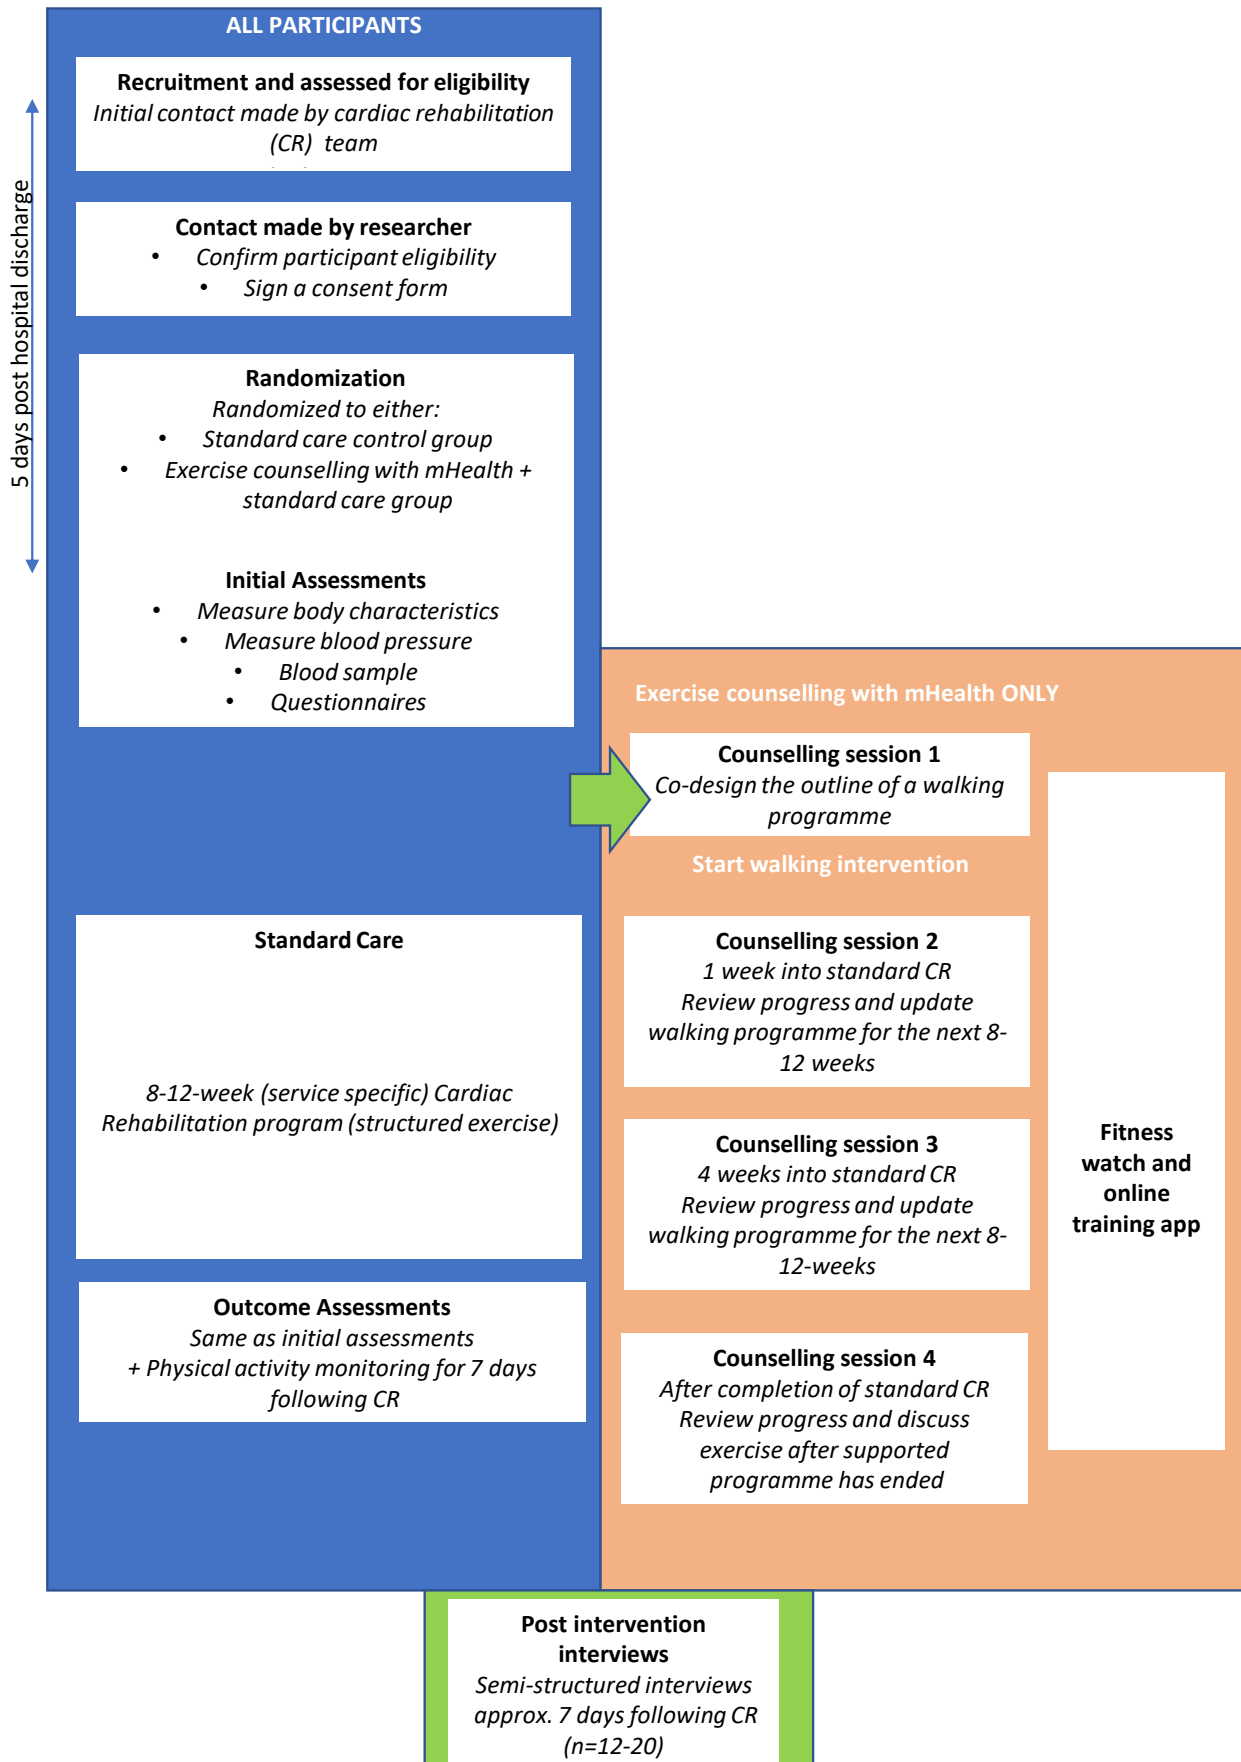 ALL PARTICIPANTS
Recruitment and assessed for eligibility
Initial contact made by cardiac rehabilitation
(CR) team
5 days post hospital discharge
Contact made by researcher
• Confirm participant eligibility
• Sign a consent form
Randomization
Randomized to either:
• Standard care control group
• Exercise counselling with mHealth +
standard care group
Initial Assessments
• Measure body characteristics
• Measure blood pressure
• Blood sample
• Questionnaires
Exercise counselling with mHealth ONLY
Counselling session 1
Co-design the outline of a walking
programme
Start walking intervention
Standard Care
8-12-week (service specific) Cardiac
Rehabilitation program (structured exercise)
Counselling session 2
1 week into standard CR
Review progress and update
walking programme for the next 8-
12 weeks
Counselling session 3
4 weeks into standard CR
Review progress and update
walking programme for the next 8-
12-weeks
Fitness
watch and
online
training app
Outcome Assessments
Same as initial assessments
+ Physical activity monitoring for 7 days
following CR
Counselling session 4
After completion of standard CR
Review progress and discuss
exercise after supported
programme has ended
Post intervention
interviews
Semi-structured interviews
approx. 7 days following CR
(n=12-20)